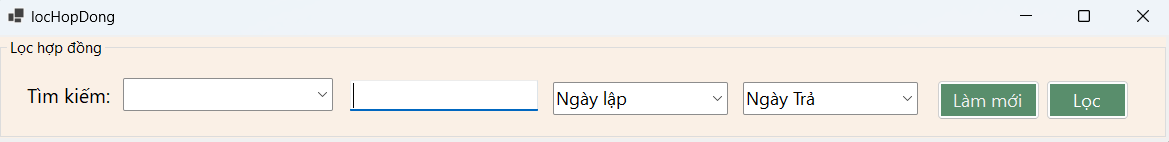 locHopDong
Lọc hợp đồng
Tìm kiếm: Ngày lập Ngày Trả Làm mới Lọc